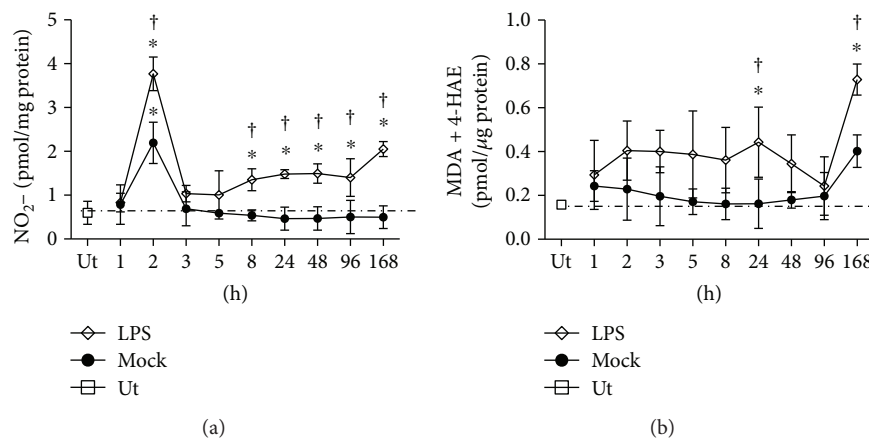 5
4
3
2
1
0
NO₂− (pmol/mg protein)
†
*
*
†
*
†
*
†
*
†
*
†
*
Ut 1 2 3 5 8 24 48 96 168
(h)
LPS
Mock
Ut
(a)
1.0
0.8
0.6
0.4
0.2
0.0
MDA + 4-HAE
(pmol/μg protein)
†
*
†
*
Ut 1 2 3 5 8 24 48 96 168
(h)
LPS
Mock
Ut
(b)